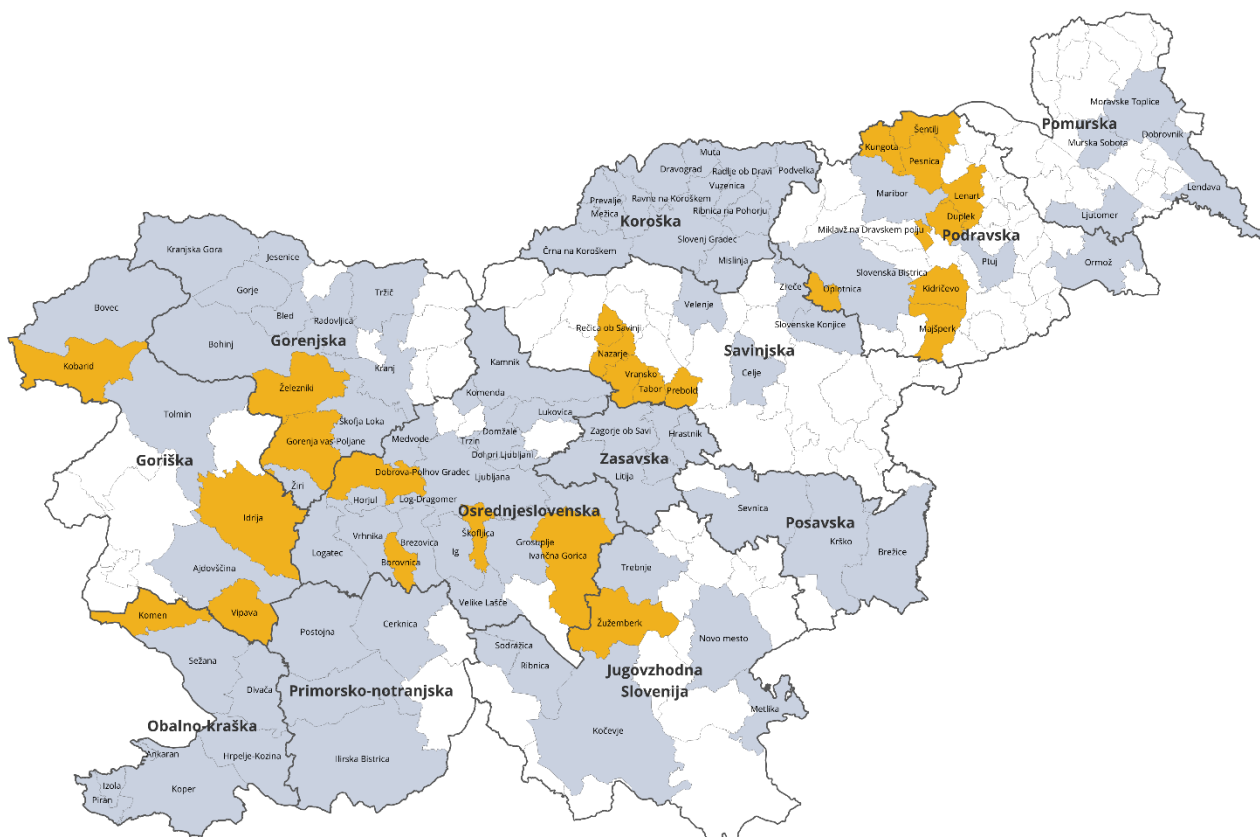 Moravske Toplice
Pomurska
Šentilj
Dobrovnik
Murska Sobota
Kungota
Pesnica
Muta
Dravograd
Radlje ob Dravi
Podvelka
Vuzenica
Maribor
Lenart
Lendava
Prevalje
Ravne na Koroškem
Mežica
Ribnica na Pohorju
Koroška
Duplek
Ljutomer
Miklavž na Dravskem polju
Podravska
Slovenj Gradec
Črna na Koroškem
Mislinja
Kranjska Gora
Jesenice
Ptuj
Ormož
Slovenska Bistrica
Gorje
Tržič
Zreče
Oplotnica
Kidričevo
Bovec
Velenje
Bled
Radovljica
Slovenske Konjice
Rečica ob Savinji
Majšperk
Bohinj
Gorenjska
Savinjska
Nazarje
Kamnik
Kobarid
Kranj
Vransko
Celje
Železniki
Tabor
Prebold
Komenda
Tolmin
Lukovica
Škofja Loka
Domžale
Zagorje ob Savi
Hrastnik
Gorenja vas-Poljane
Medvode
Trzin
Dol pri Ljubljani
Goriška
Zasavska
Dobrova-Polhov Gradec
Ljubljana
Litija
Žiri
Horjul
Log-Dragomer
Sevnica
Osrednjeslovenska
Idrija
Posavska
Vrhnika
Škofljica
Krško
Brezovica
Grosuplje
Logatec
Ig
Ivančna Gorica
Brežice
Borovnica
Ajdovščina
Trebnje
Velike Lašče
Komen
Vipava
Cerknica
Žužemberk
Postojna
Sodražica
Novo mesto
Sežana
Ribnica
Jugovzhodna
Slovenija
Divača
Primorsko-notranjska
Metlika
Obalno-kraška
Kočevje
Ankaran
Hrpelje-Kozina
Ilirska Bistrica
Izola
Koper
Piran